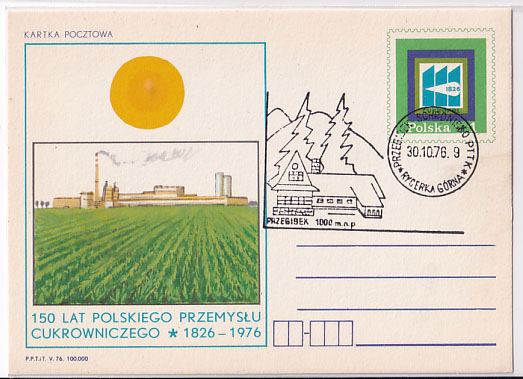 KARTKA POCZTOWA
1826
Polska
PRZEGIBEK SCHRONISKO PTTK
30.10.76. 9
* RYCERKA GÓRNA *
PRZEGIBEK 1000 m.n.p
150 LAT POLSKIEGO PRZEMYSŁU
CUKROWNICZEGO * 1826-1976
P.P.T.iT. V. 76. 100.000